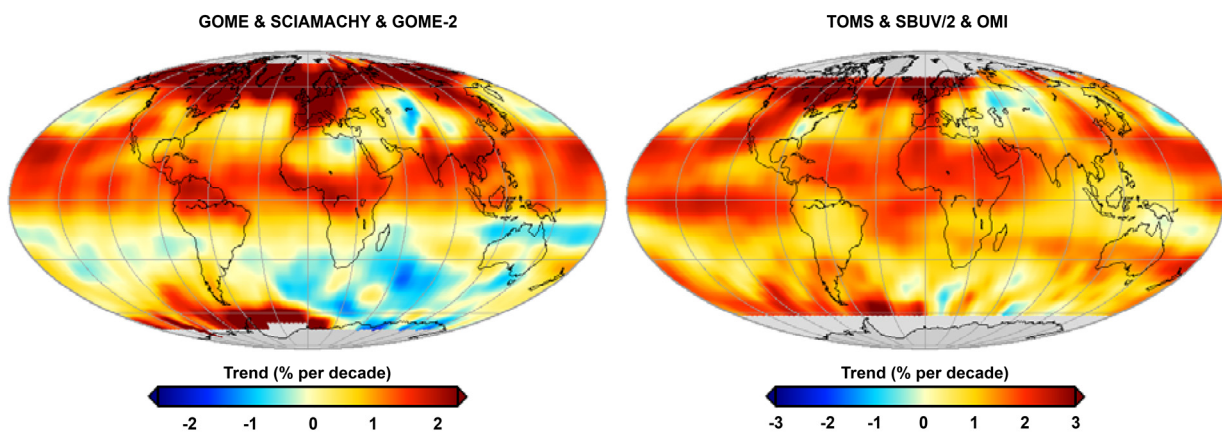 GOME & SCIAMACHY & GOME-2
TOMS & SBUV/2 & OMI
Trend (% per decade)
-2 -1 0 1 2
Trend (% per decade)
-3 -2 -1 0 1 2 3